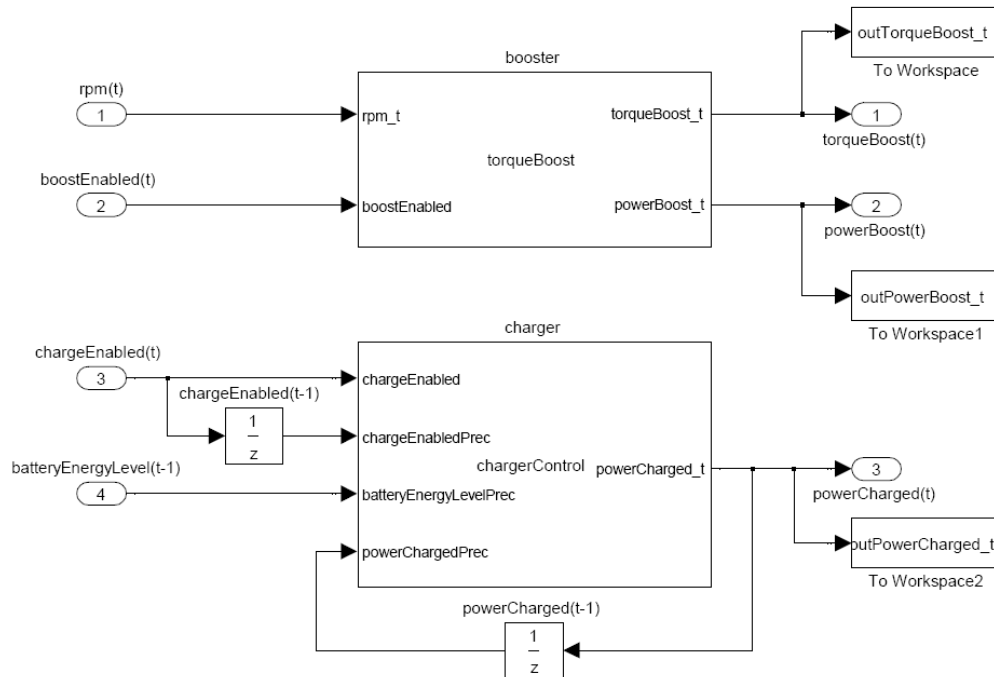 outTorqueBoost_t
To Workspace
booster
rpm(t)
1
rpm_t
torqueBoost_t
1
torqueBoost(t)
torqueBoost
boostEnabled(t)
2
boostEnabled
powerBoost_t
2
powerBoost(t)
outPowerBoost_t
To Workspace1
charger
chargeEnabled(t)
3
chargeEnabled
chargeEnabled(t-1)
1
z
chargeEnabledPrec
batteryEnergyLevel(t-1)
4
batteryEnergyLevelPrec
chargerControl
powerCharged_t
3
powerCharged(t)
powerChargedPrec
outPowerCharged_t
To Workspace2
powerCharged(t-1)
1
z